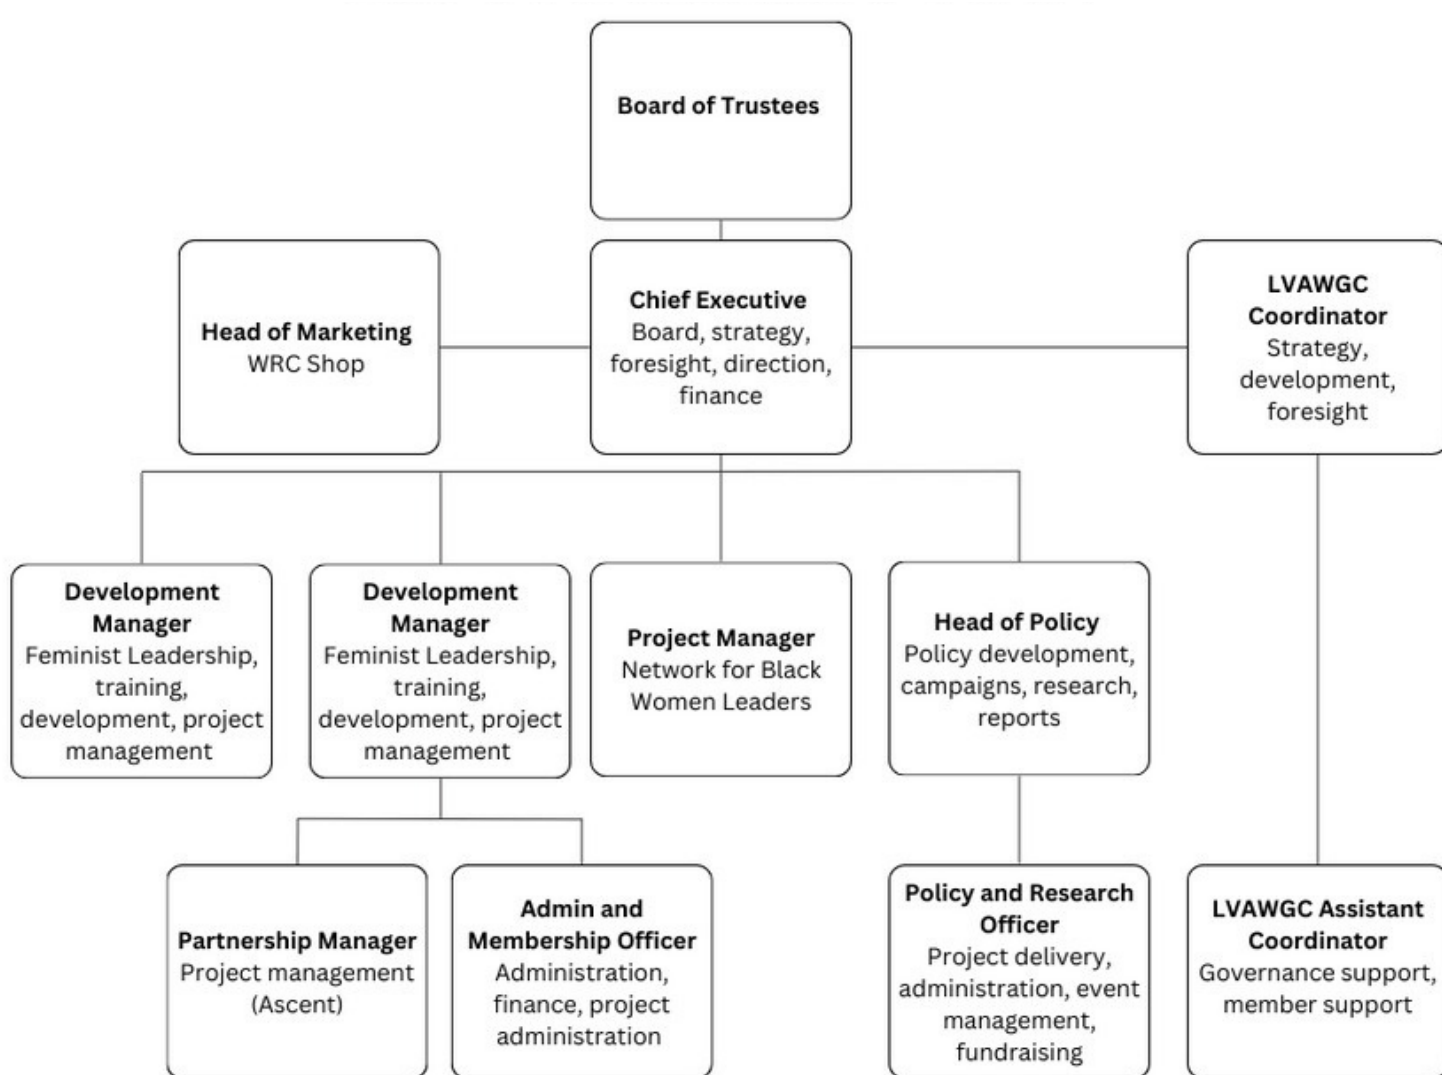 Board of Trustees
Head of Marketing
WRC Shop
Chief Executive
Board, strategy,
foresight, direction,
finance
LVAWGC
Coordinator
Strategy,
development,
foresight
Development
Manager
Feminist Leadership,
training,
development, project
management
Development
Manager
Feminist Leadership,
training,
development, project
management
Project Manager
Network for Black
Women Leaders
Head of Policy
Policy development,
campaigns, research,
reports
Partnership Manager
Project management
(Ascent)
Admin and
Membership Officer
Administration,
finance, project
administration
Policy and Research
Officer
Project delivery,
administration, event
management,
fundraising
LVAWGC Assistant
Coordinator
Governance support,
member support